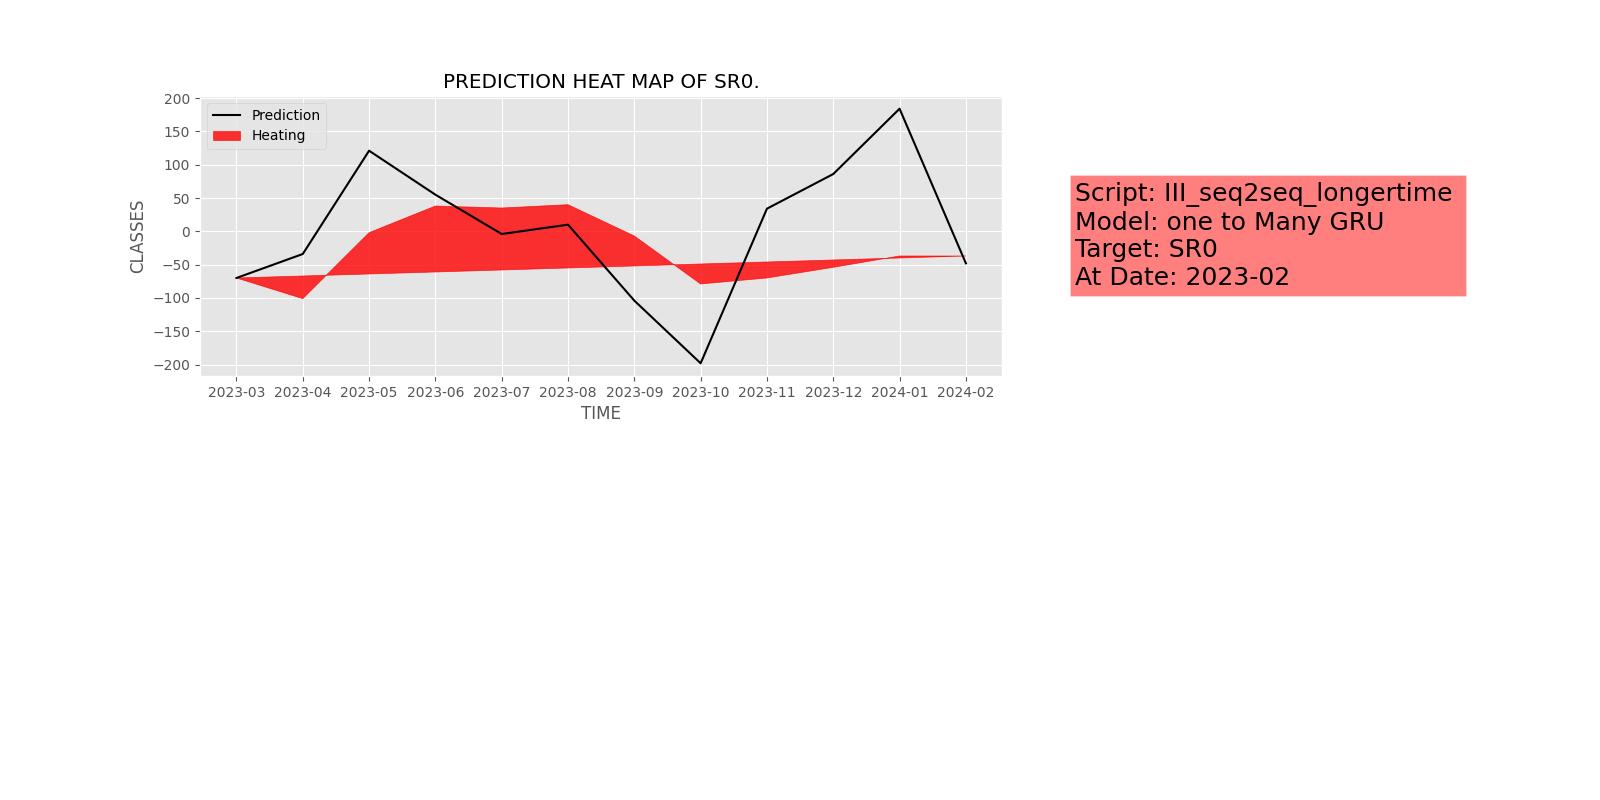 PREDICTION HEAT MAP OF SR0.
Prediction
Heating
CLASSES
200
150
100
50
0
−50
−100
−150
−200
2023-03 2023-04 2023-05 2023-06 2023-07 2023-08 2023-09 2023-10 2023-11 2023-12 2024-01 2024-02
TIME
Script: III_seq2seq_longertime
Model: one to Many GRU
Target: SR0
At Date: 2023-02